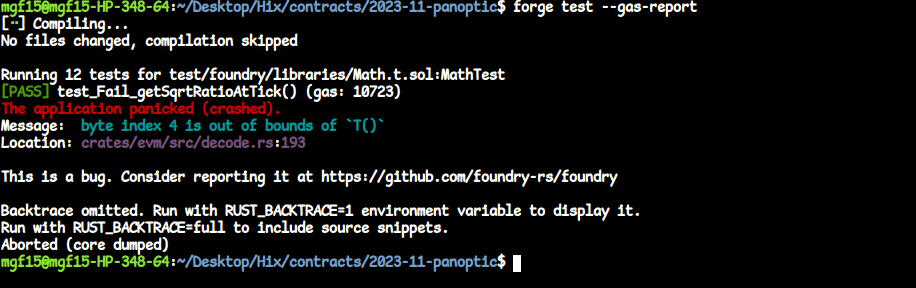 mgf15@mgf15-HP-348-G4:~/Desktop/Hix/contracts/2023-11-panoptic$ forge test --gas-report
[⠒] Compiling...
No files changed, compilation skipped
Running 12 tests for test/foundry/libraries/Math.t.sol:MathTest
[PASS] test_Fail_getSqrtRatioAtTick() (gas: 10723)
The application panicked (crashed).
Message:  byte index 4 is out of bounds of `T()`
Location: crates/evm/src/decode.rs:193
This is a bug. Consider reporting it at https://github.com/foundry-rs/foundry
Backtrace omitted. Run with RUST_BACKTRACE=1 environment variable to display it.
Run with RUST_BACKTRACE=full to include source snippets.
Aborted (core dumped)
mgf15@mgf15-HP-348-G4:~/Desktop/Hix/contracts/2023-11-panoptic$